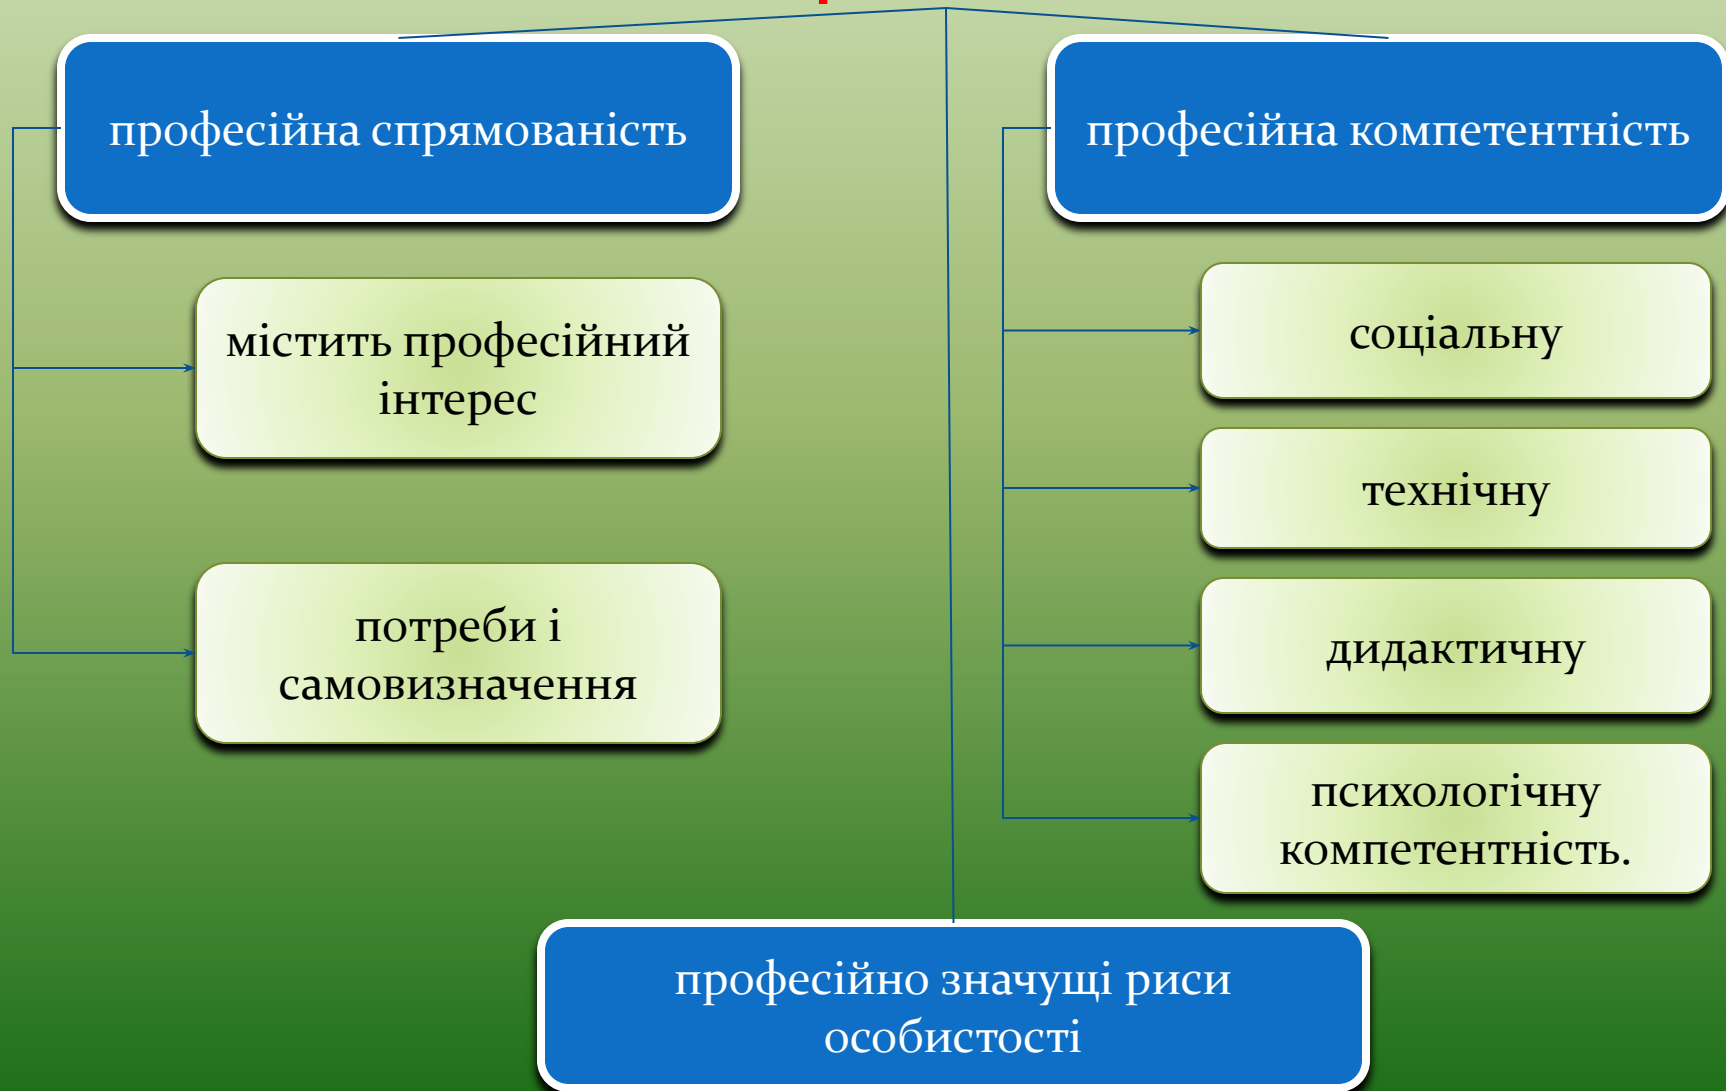 професійна спрямованість
містить професійний
інтерес
потреби і
самовизначення
професійна компетентність
соціальну
технічну
дидактичну
психологічну
компетентність.
професійно значущі риси
особистості